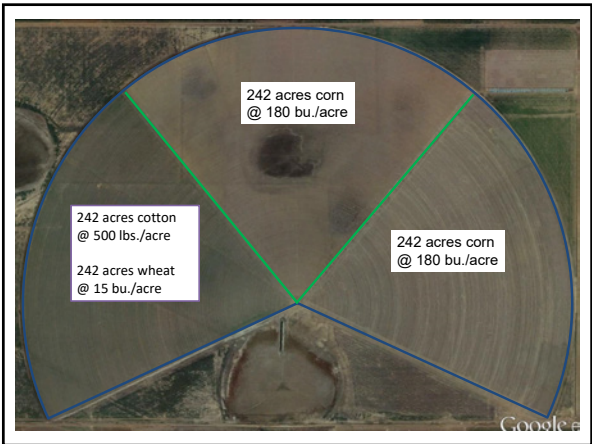 242 acres corn
@ 180 bu./acre
242 acres cotton
@ 500 lbs./acre
242 acres wheat
@ 15 bu./acre
242 acres corn
@ 180 bu./acre
Google e